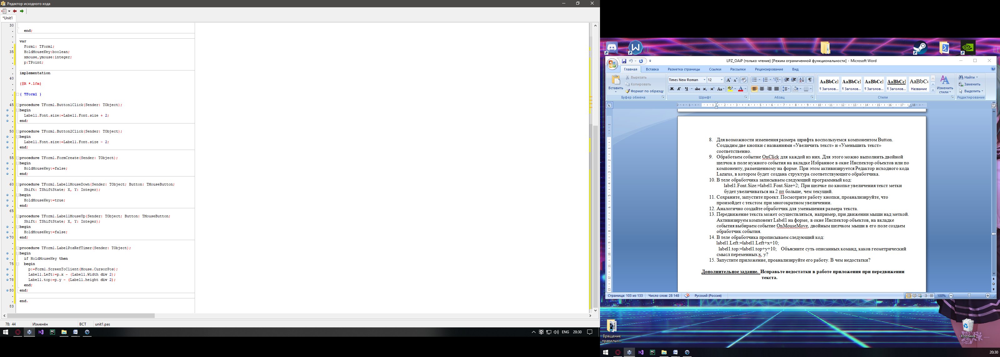 Редактор исходного кода
*Unit1
30
end;
var
Form1: TForm1;
35 HoldMouseKey:boolean;
xmouse,ymouse:integer;
p:TPoint;
implementation
40
{$R *.lfm}
{ TForm1 }
45 procedure TForm1.Button1Click(Sender: TObject);
begin
Label1.Font.size:=Label1.Font.size + 2;
end;
50 procedure TForm1.Button2Click(Sender: TObject);
begin
Label1.Font.size:=Label1.Font.size - 2;
end;
55 procedure TForm1.FormCreate(Sender: TObject);
begin
HoldMouseKey:=false;
end;
60 procedure TForm1.Label1MouseDown(Sender: TObject; Button: TMouseButton;
Shift: TShiftState; X, Y: Integer);
begin
HoldMouseKey:=true;
end;
65
procedure TForm1.Label1MouseUp(Sender: TObject; Button: TMouseButton;
Shift: TShiftState; X, Y: Integer);
begin
HoldMouseKey:=false;
70 end;
procedure TForm1.LabelPosRefTimer(Sender: TObject);
begin
if HoldMouseKey then
75 begin
p:=Form1.ScreenToClient(Mouse.CursorPos);
Label1.Left:=p.x - (Label1.Width div 2);
78 Label1.top:=p.y - (Label1.height div 2);
end;
80 end;
end.
83
78: 44 Изменён ВСТ unit1.pas
ENG 20:30
LPZ_OAiP (только чтение) [Режим ограниченной функциональности] - Microsoft Word
Главная Вставка Разметка страницы Ссылки Рассылки Рецензирование Вид
Вставить
Вырезать
Копировать
Формат по образцу
Буфер обмена
Times New Roman 12
Ж К Ч abc x₂ x² Aa
Шрифт
Абзац
AaBbCcI AaBbCcI AaBbCcI AaBbCcI AaBbCc
¶ Заголов... ¶ Заголов... ¶ Заголов... ¶ Заголов... Название
Изменить стили
Стили
Найти
Заменить
Выделить
Редактирование
8. Для возможности изменения размера шрифта воспользуемся компонентом Button.
Создадим две кнопки с названиями «Увеличить текст» и «Уменьшить текст»
соответственно.
9. Обработаем событие OnClick для каждой из них. Для этого можно выполнить двойной
щелчок в поле нужного события на вкладке Избранное в окне Инспектор объектов или по
компоненту, размещенному на форме. При этом активизируется Редактор исходного кода
Lazarus, в котором будет создана структура соответствующего обработчика.
10. В теле обработчика записываем следующий программный код:
label1.Font.Size:=label1.Font.Size+2; При щелчке по кнопке увеличения текст метки
будет увеличиваться на 2 пт больше, чем текущий.
11. Сохраните, запустите проект. Посмотрите работу кнопки, проанализируйте, что
произойдет с текстом при многократном увеличении.
12. Аналогично создайте обработчик для уменьшения размера текста.
13. Передвижение текста может осуществляться, например, при движении мыши над меткой.
Активизируем компонент Label1 на форме, в окне Инспектор объектов, на вкладке
события выбираем событие OnMouseMove, двойным щелчком мыши в его поле создаем
обработчик события.
14. В теле обработчика прописываем следующий код:
label1.Left:=label1.Left+x+10;
label1.top:=label1.top+y+10; Объясните суть описанных команд, каков геометрический
смысл переменных x, y?
15. Запустите приложение, проанализируйте его работу. В чем недостатки?
Дополнительное задание. Исправьте недостатки в работе приложения при передвижении
текста.
Страница: 103 из 133 Число слов: 28 148 Русский (Россия) 100%
Вращение
правильн...
Корзина
20:30